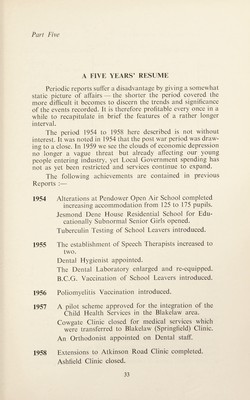 Part Five
A FIVE YEARS' RESUME
Periodic reports suffer a disadvantage by giving a somewhat
static picture of affairs — the shorter the period covered the
more difficult it becomes to discern the trends and significance
of the events recorded. It is therefore profitable every once in a
while to recapitulate in brief the features of a rather longer
interval.
The period 1954 to 1958 here described is not without
interest. It was noted in 1954 that the post war period was draw-
ing to a close. In 1959 we see the clouds of economic depression
no longer a vague threat but already affecting our young
people entering industry, yet Local Government spending has
not as yet been restricted and services continue to expand.
The following achievements are contained in previous
Reports :—
1954 Alterations at Pendower Open Air School completed
increasing accommodation from 125 to 175 pupils.
Jesmond Dene House Residential School for Edu-
cationally Subnormal Senior Girls opened.
Tuberculin Testing of School Leavers introduced.
1955 The establishment of Speech Therapists increased to
two.
Dental Hygienist appointed.
The Dental Laboratory enlarged and re-equipped.
B.C.G. Vaccination of School Leavers introduced.
1956 Poliomyelitis Vaccination introduced.
1957 A pilot scheme approved for the integration of the
Child Health Services in the Blakelaw area.
Cowgate Clinic closed for medical services which
were transferred to Blakelaw (Springfield) Clinic.
An Orthodontist appointed on Dental staff.
1958 Extensions to Atkinson Road Clinic completed.
Ashfield Clinic closed.
33